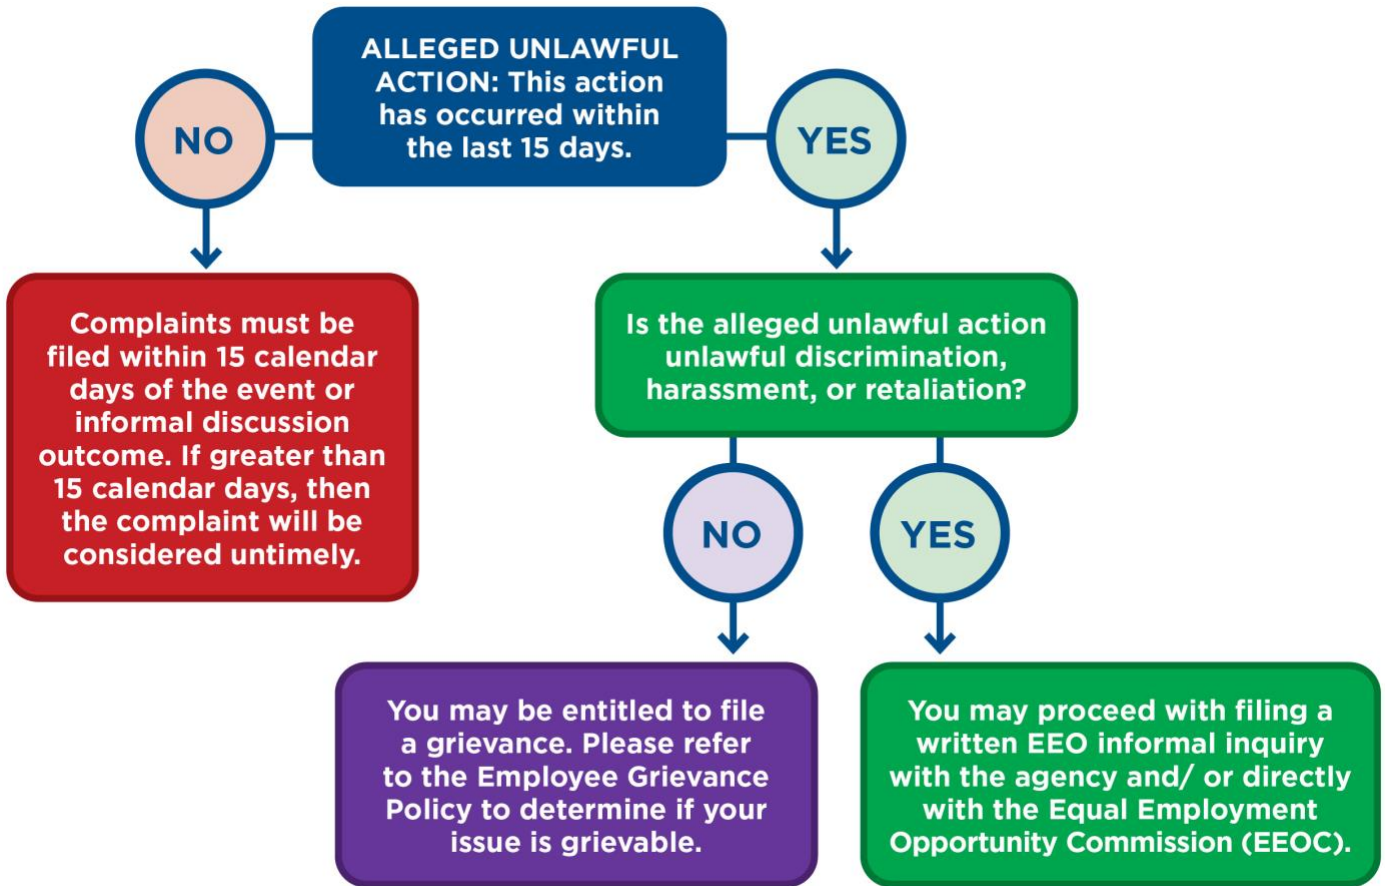 ALLEGED UNLAWFUL
ACTION: This action
has occurred within
the last 15 days.
NO
YES
Complaints must be
filed within 15 calendar
days of the event or
informal discussion
outcome. If greater than
15 calendar days, then
the complaint will be
considered untimely.
Is the alleged unlawful action
unlawful discrimination,
harassment, or retaliation?
NO
YES
You may be entitled to file
a grievance. Please refer
to the Employee Grievance
Policy to determine if your
issue is grievable.
You may proceed with filing a
written EEO informal inquiry
with the agency and/ or directly
with the Equal Employment
Opportunity Commission (EEOC).